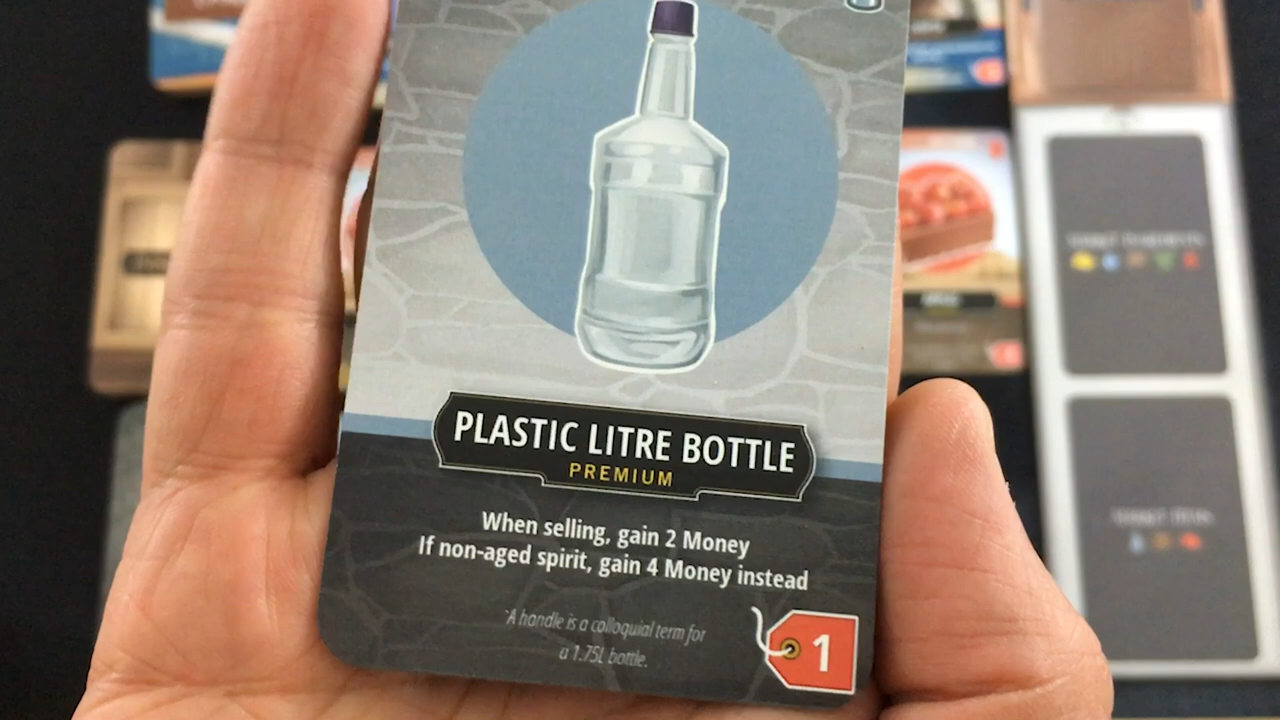 PLASTIC LITRE BOTTLE
PREMIUM
When selling, gain 2 Money
If non-aged spirit, gain 4 Money instead
'A handle is a colloquial term for
a 1.75L bottle.
1